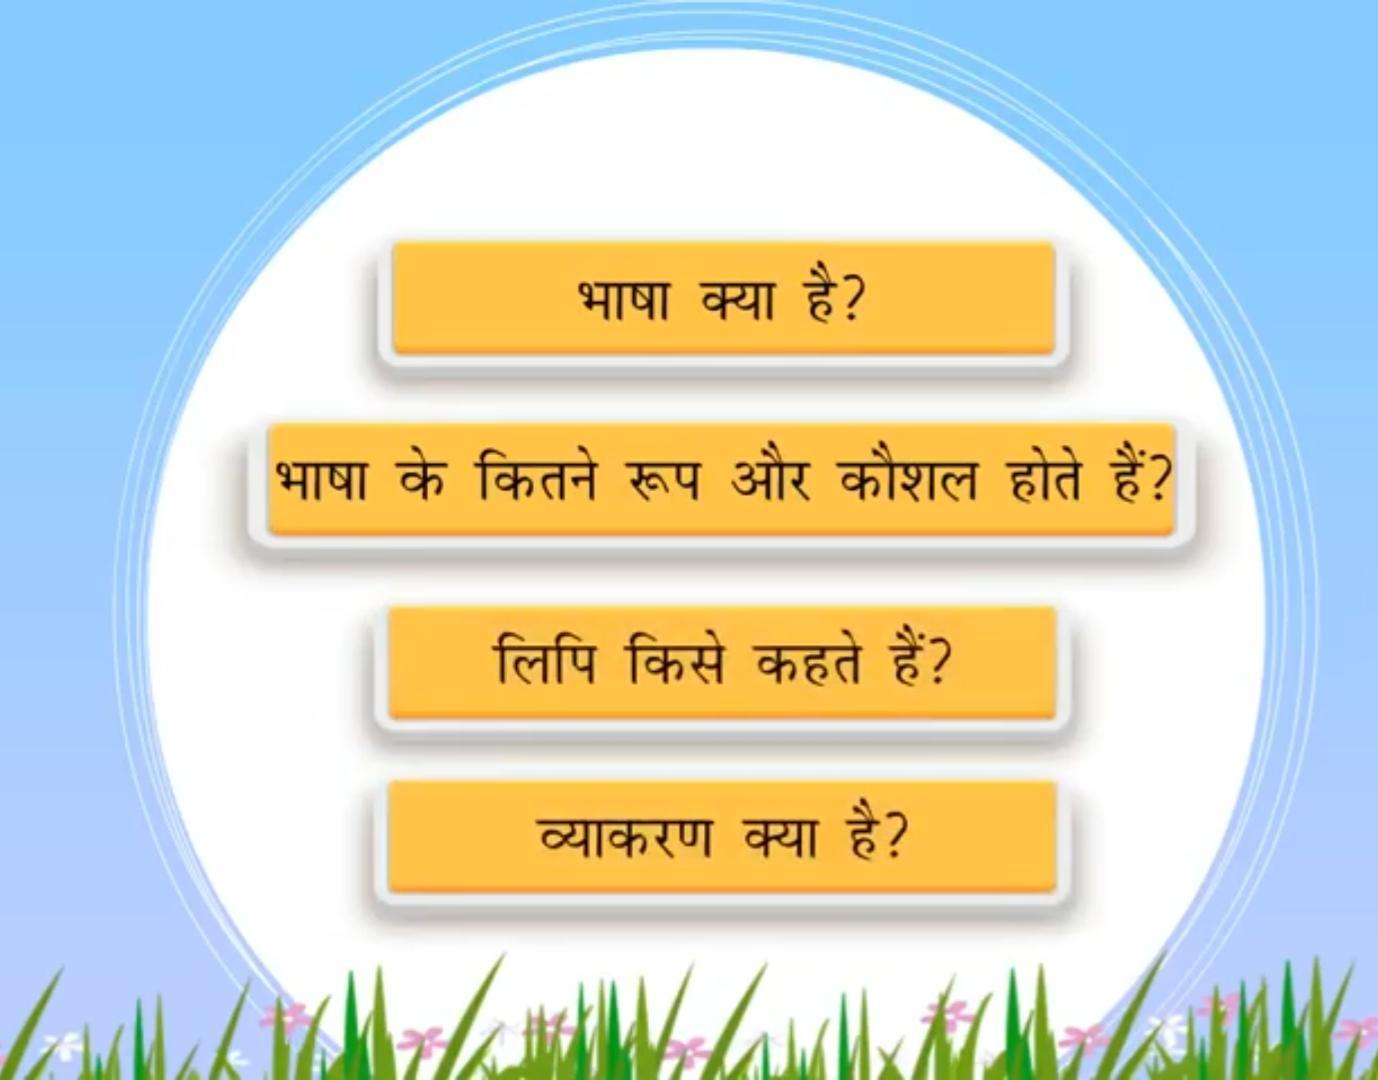 भाषा क्या है?
भाषा के कितने रूप और कौशल होते हैं?
लिपि किसे कहते हैं?
व्याकरण क्या है?